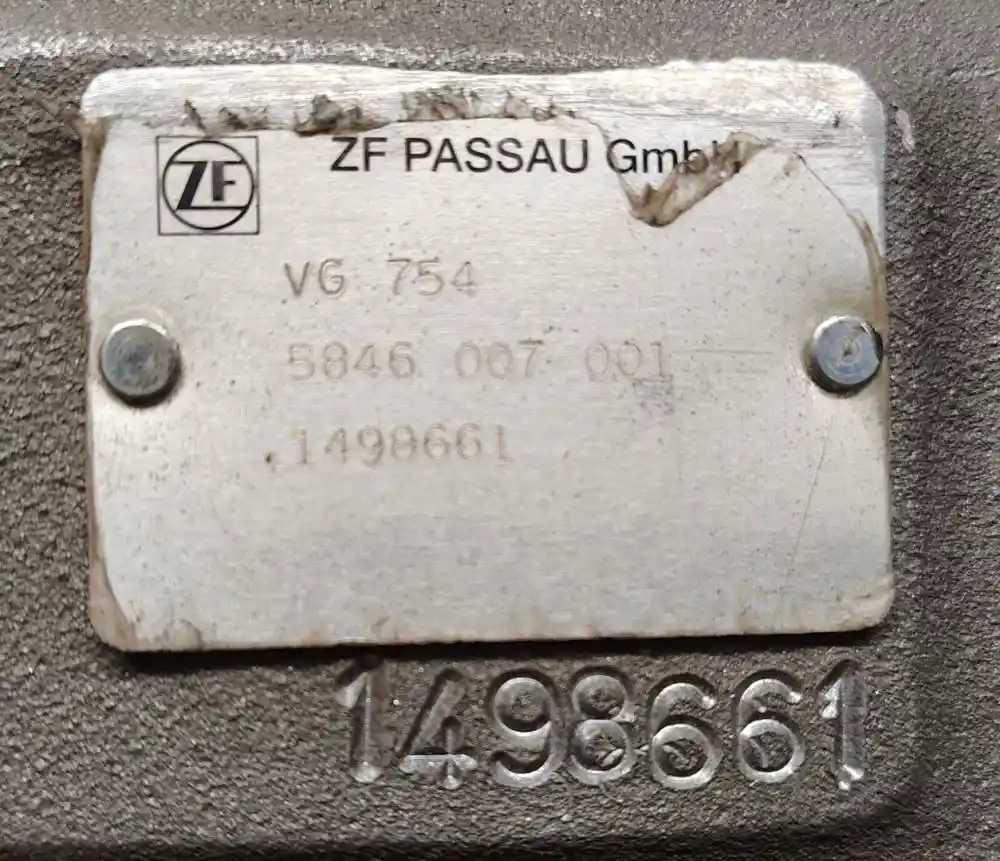 ZF
ZF PASSAU GmbH
VG 754
5846 007 001
1498661
1498661